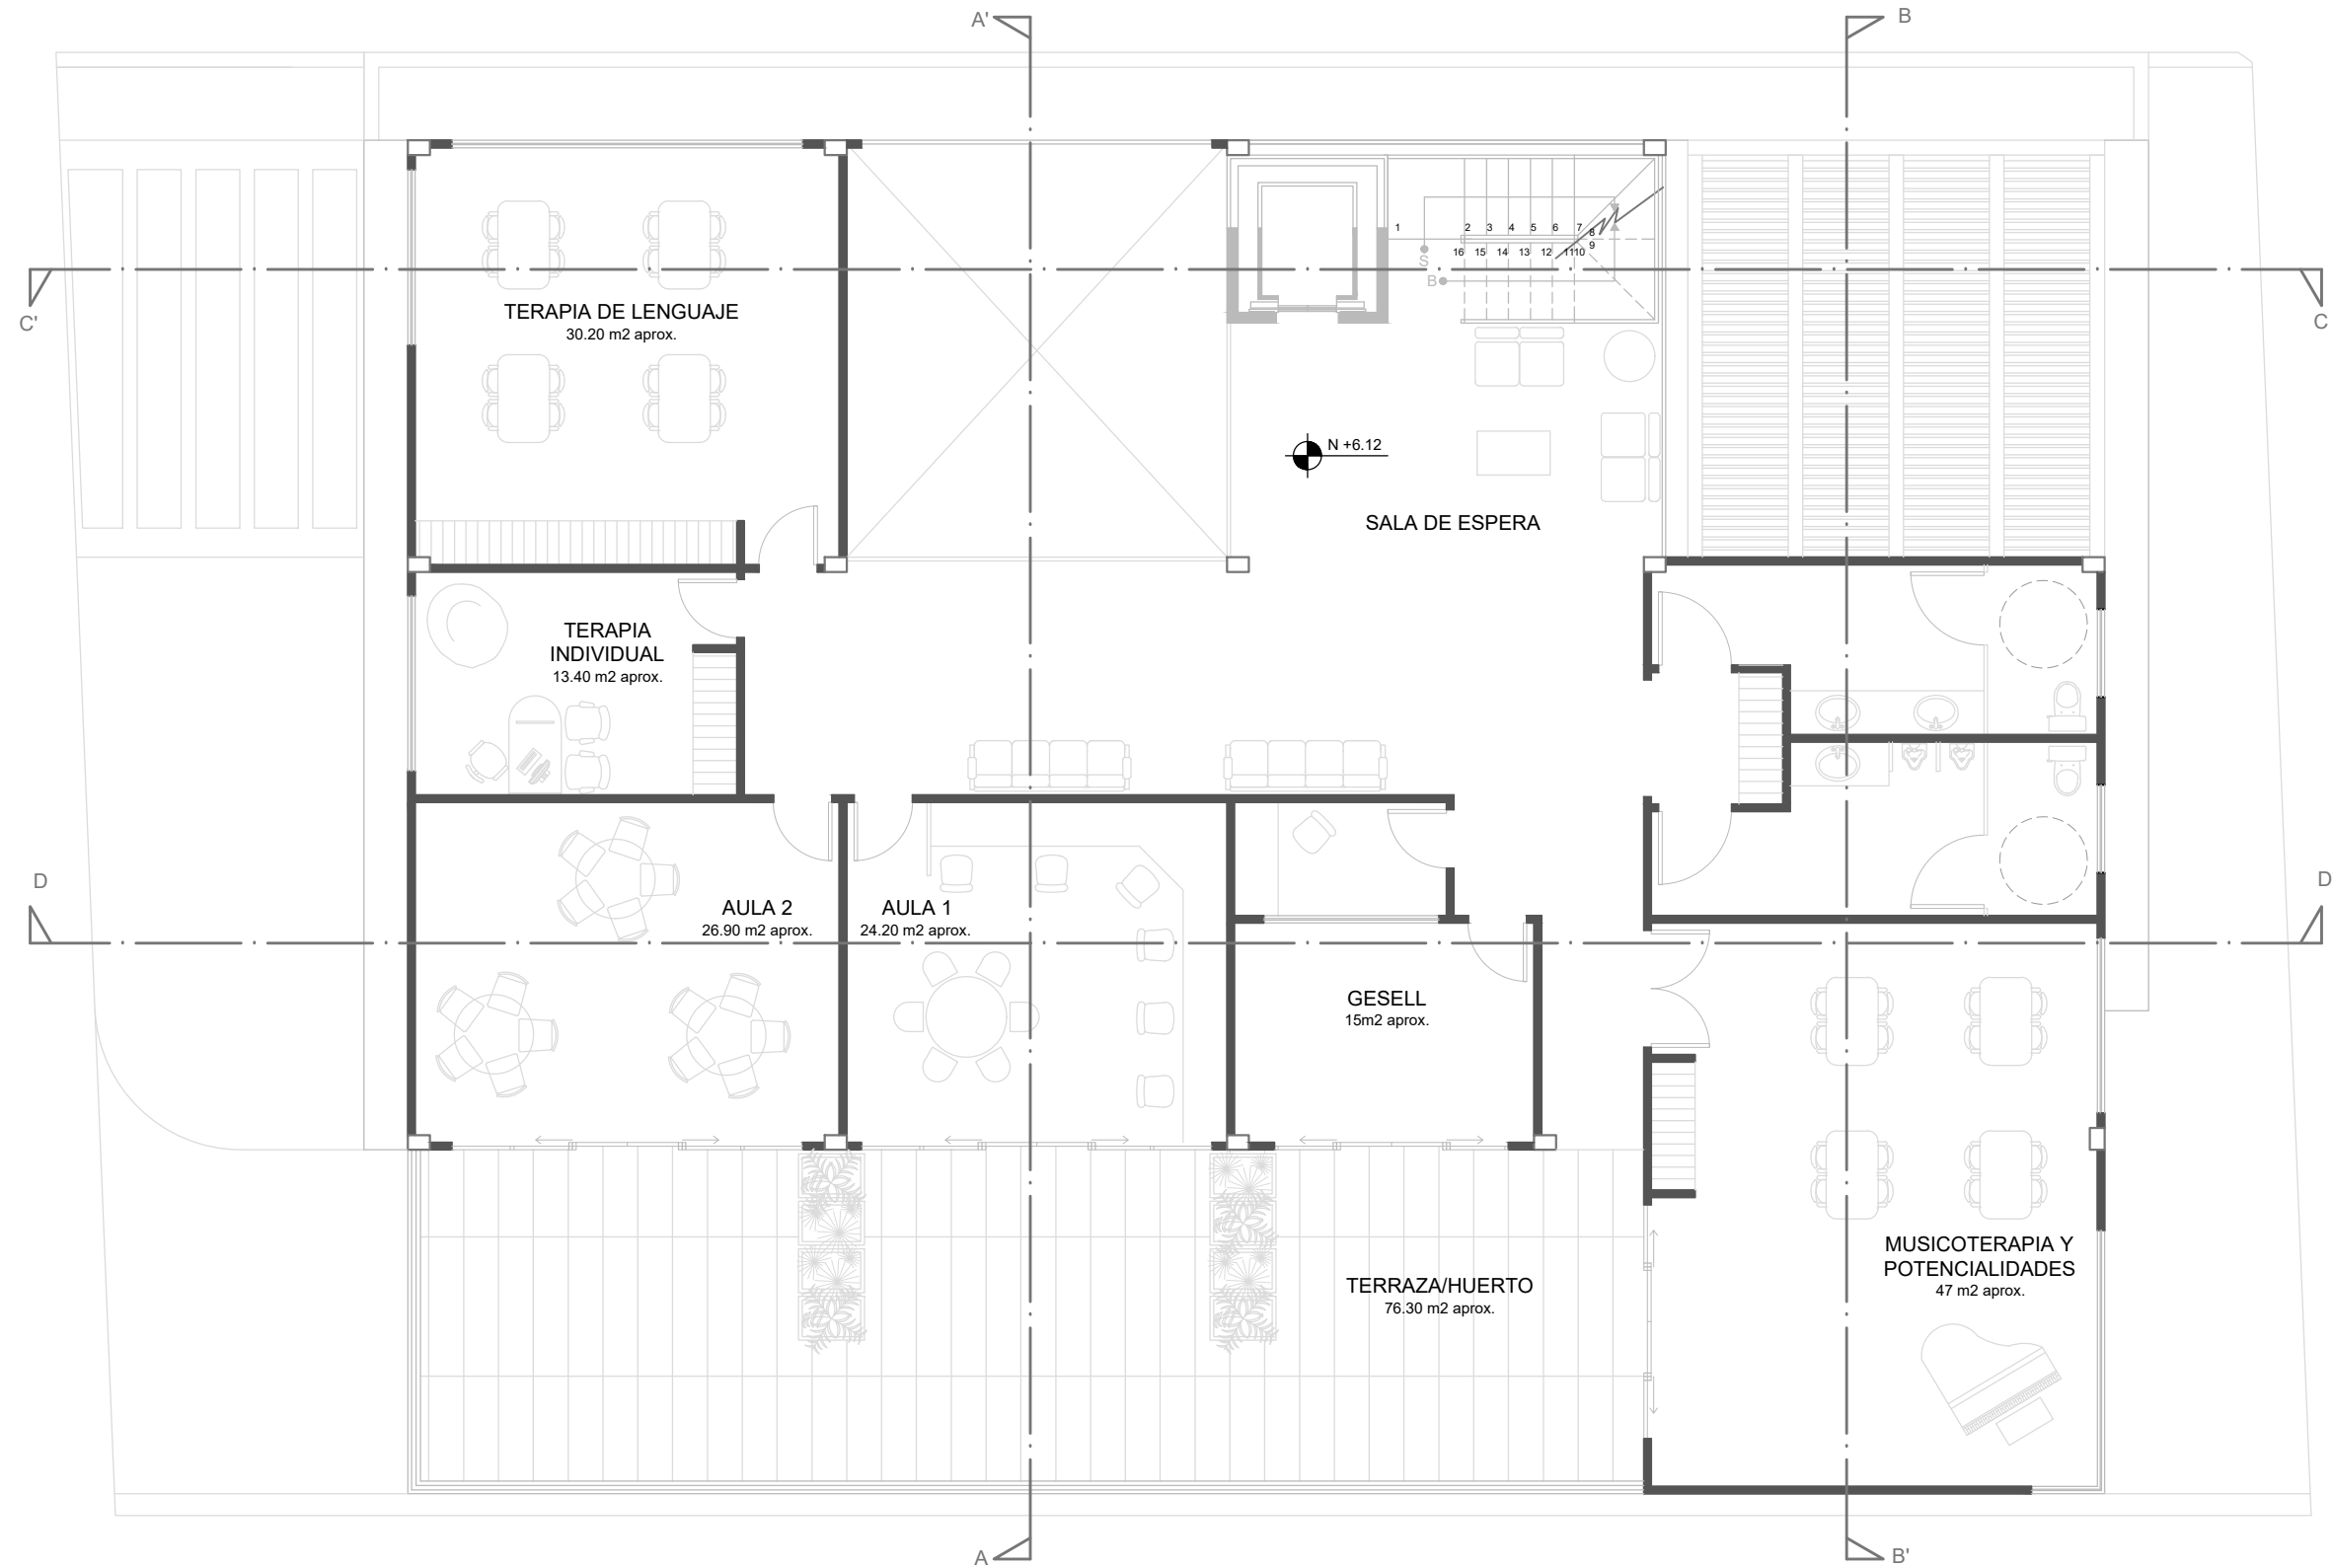 A'
B
TERAPIA DE LENGUAJE
30.20 m2 aprox.
1
2
3
4
5
6
7
8
9
16
15
14
13
12
11
10
S
B
C'
C
N +6.12
SALA DE ESPERA
TERAPIA
INDIVIDUAL
13.40 m2 aprox.
D
D
AULA 2
26.90 m2 aprox.
AULA 1
24.20 m2 aprox.
GESELL
15m2 aprox.
TERRAZA/HUERTO
76.30 m2 aprox.
MUSICOTERAPIA Y
POTENCIALIDADES
47 m2 aprox.
A
B'